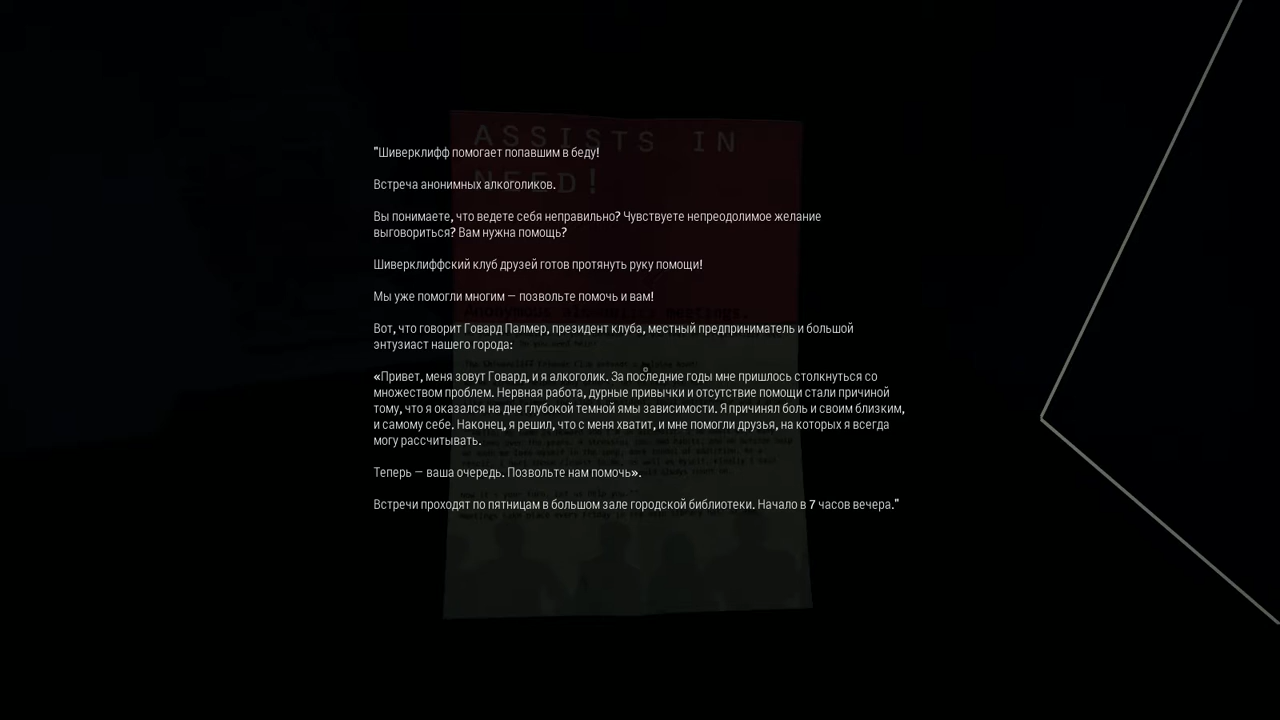 ASSISTS IN
NEED!
"Шиверклифф помогает попавшим в беду!
Встреча анонимных алкоголиков.
Вы понимаете, что ведете себя неправильно? Чувствуете непреодолимое желание
выговориться? Вам нужна помощь?
Шиверклиффский клуб друзей готов протянуть руку помощи!
Мы уже помогли многим — позвольте помочь и вам!
Вот, что говорит Говард Палмер, президент клуба, местный предприниматель и большой
энтузиаст нашего города:
«Привет, меня зовут Говард, и я алкоголик. За последние годы мне пришлось столкнуться со
множеством проблем. Нервная работа, дурные привычки и отсутствие помощи стали причиной
тому, что я оказался на дне глубокой темной ямы зависимости. Я причинял боль и своим близким,
и самому себе. Наконец, я решил, что с меня хватит, и мне помогли друзья, на которых я всегда
могу рассчитывать.
Теперь — ваша очередь. Позвольте нам помочь».
Встречи проходят по пятницам в большом зале городской библиотеки. Начало в 7 часов вечера."